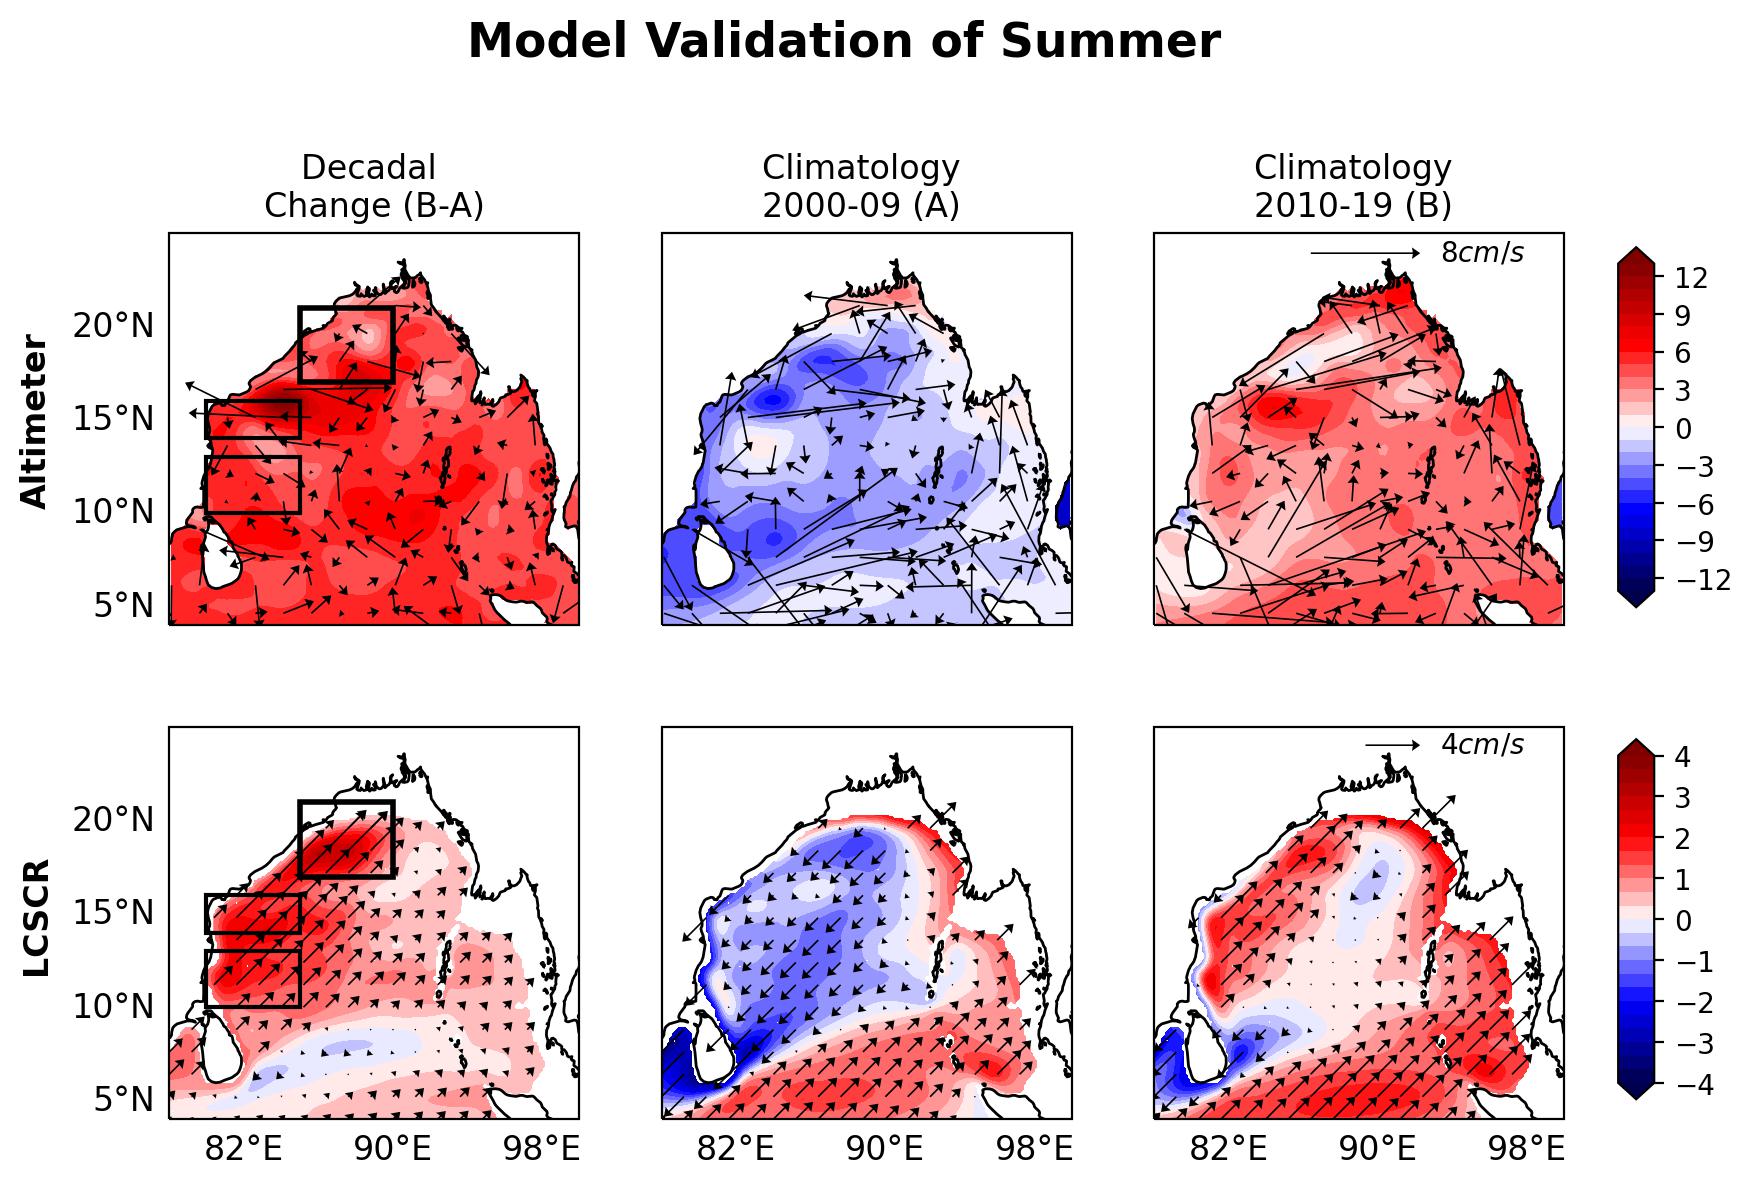 Model Validation of Summer
Decadal
Change (B-A)
Climatology
2000-09 (A)
Climatology
2010-19 (B)
Altimeter
20°N
15°N
10°N
5°N
8cm/s
12
9
6
3
0
−3
−6
−9
−12
LCSCR
20°N
15°N
10°N
5°N
82°E
90°E
98°E
82°E
90°E
98°E
4cm/s
82°E
90°E
98°E
4
3
2
1
0
−1
−2
−3
−4